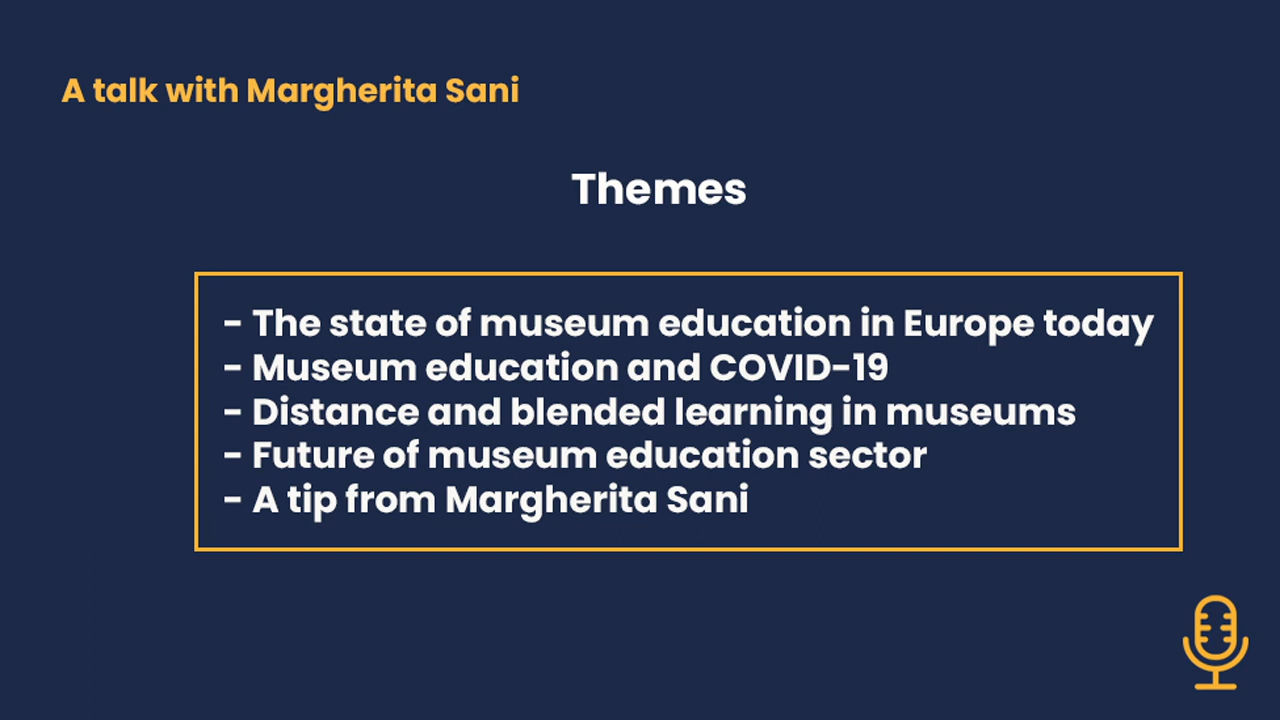 A talk with Margherita Sani
Themes
- The state of museum education in Europe today
- Museum education and COVID-19
- Distance and blended learning in museums
- Future of museum education sector
- A tip from Margherita Sani